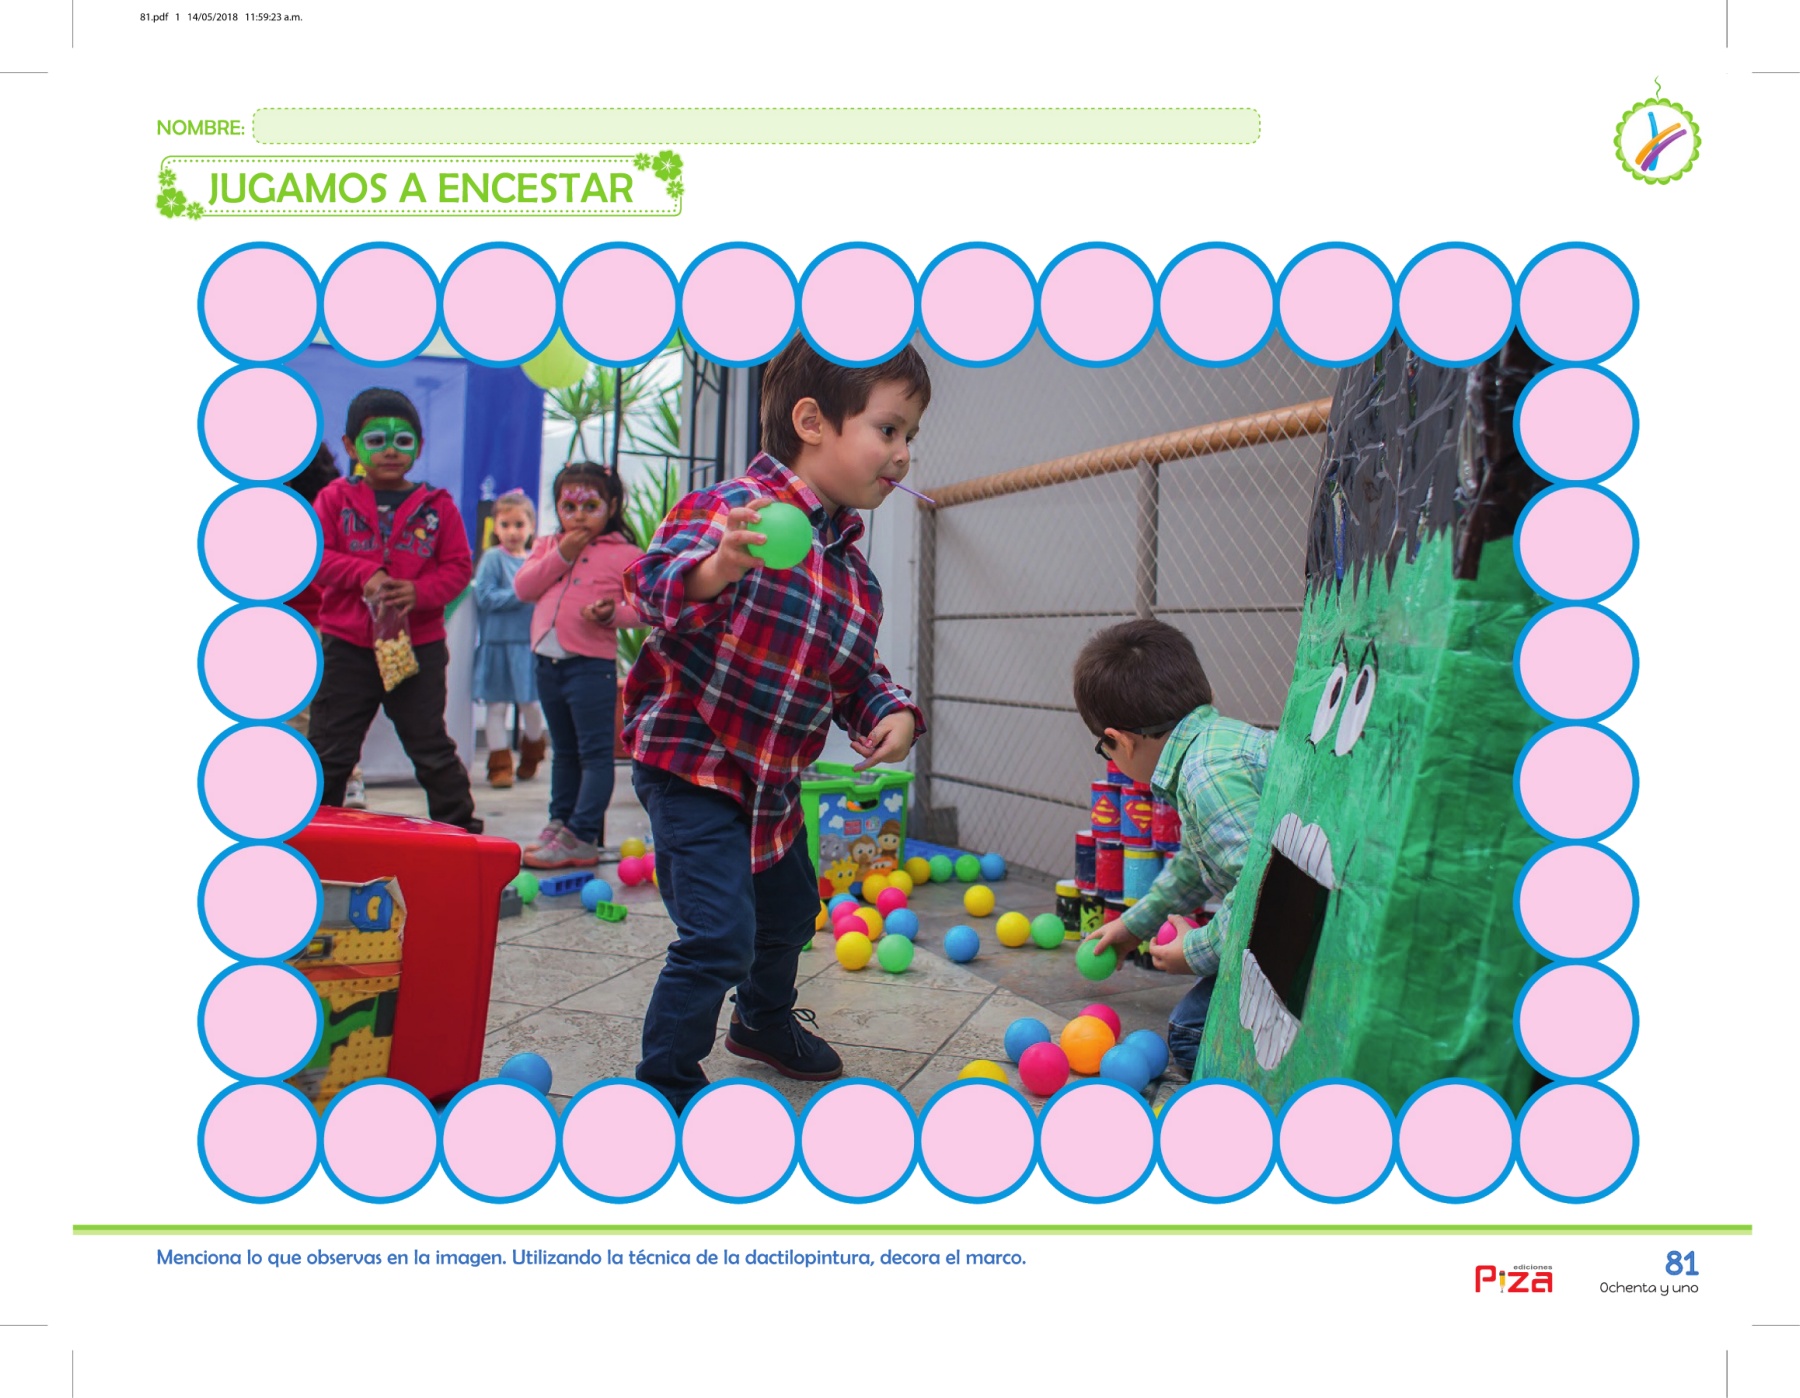 81.pdf 1 14/05/2018 11:59:23 a.m.
NOMBRE:
JUGAMOS A ENCESTAR
Menciona lo que observas en la imagen. Utilizando la técnica de la dactilopintura, decora el marco.
ediciones
Piza
81
Ochenta y uno